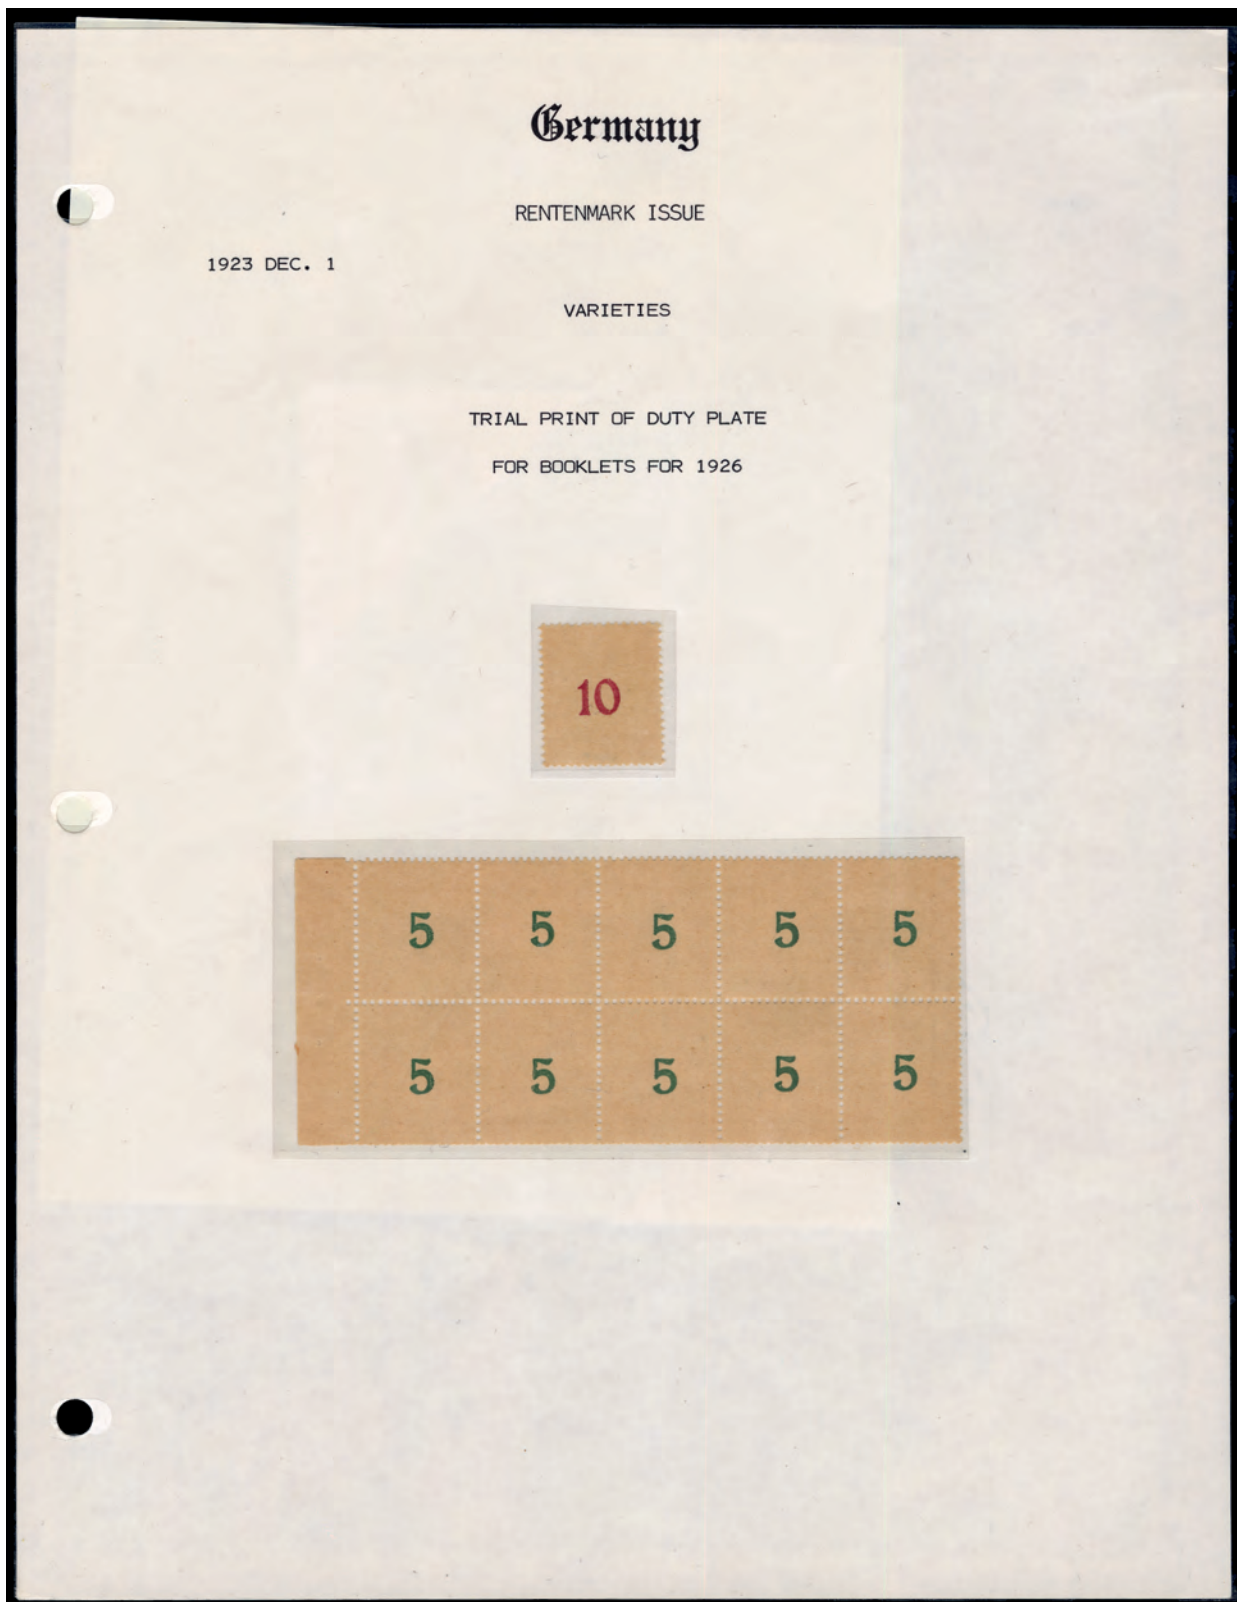 Germany
RENTENMARK ISSUE
1923 DEC. 1
VARIETIES
TRIAL PRINT OF DUTY PLATE
FOR BOOKLETS FOR 1926
10
5 5 5 5 5
5 5 5 5 5